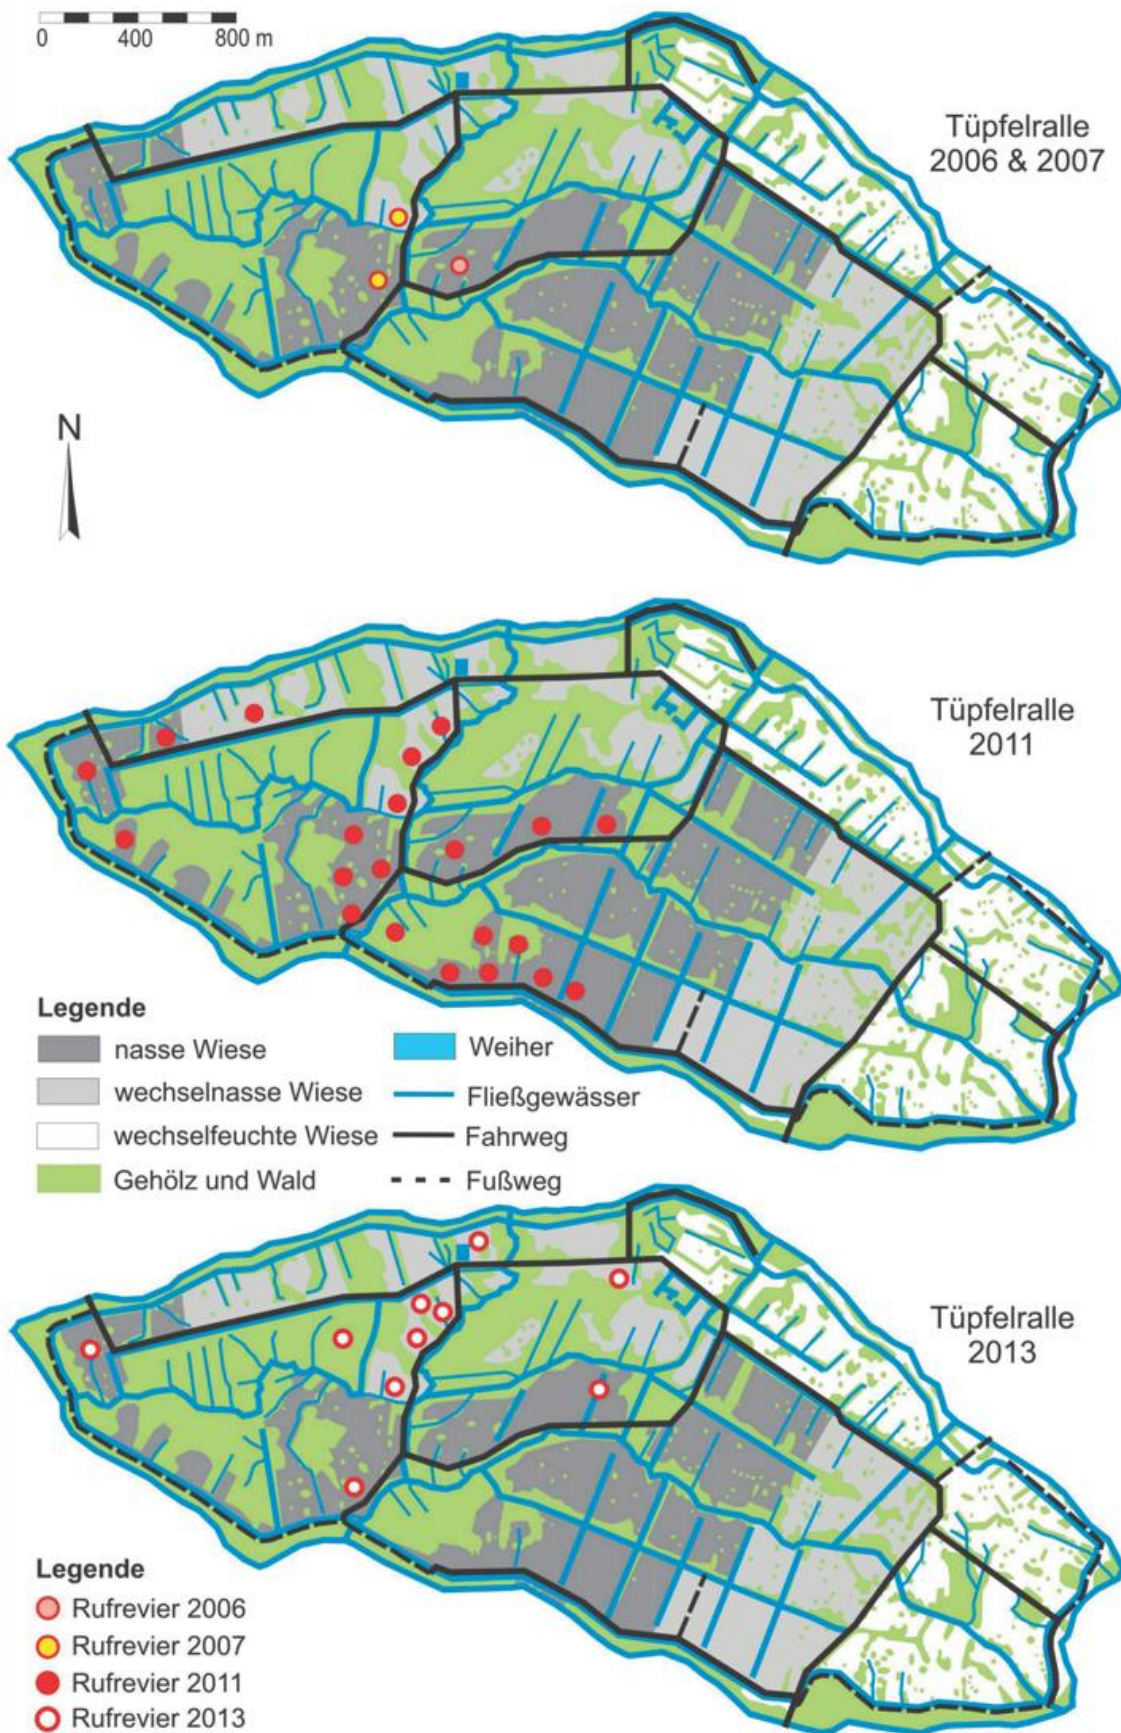 0 400 800 m
Tüpfelralle
2006 & 2007
N
Tüpfelralle
2011
Legende
nasse Wiese
wechselnasse Wiese
wechselfeuchte Wiese
Gehölz und Wald
Weiher
Fließgewässer
Fahrweg
Fußweg
Tüpfelralle
2013
Legende
Rufrevier 2006
Rufrevier 2007
Rufrevier 2011
Rufrevier 2013